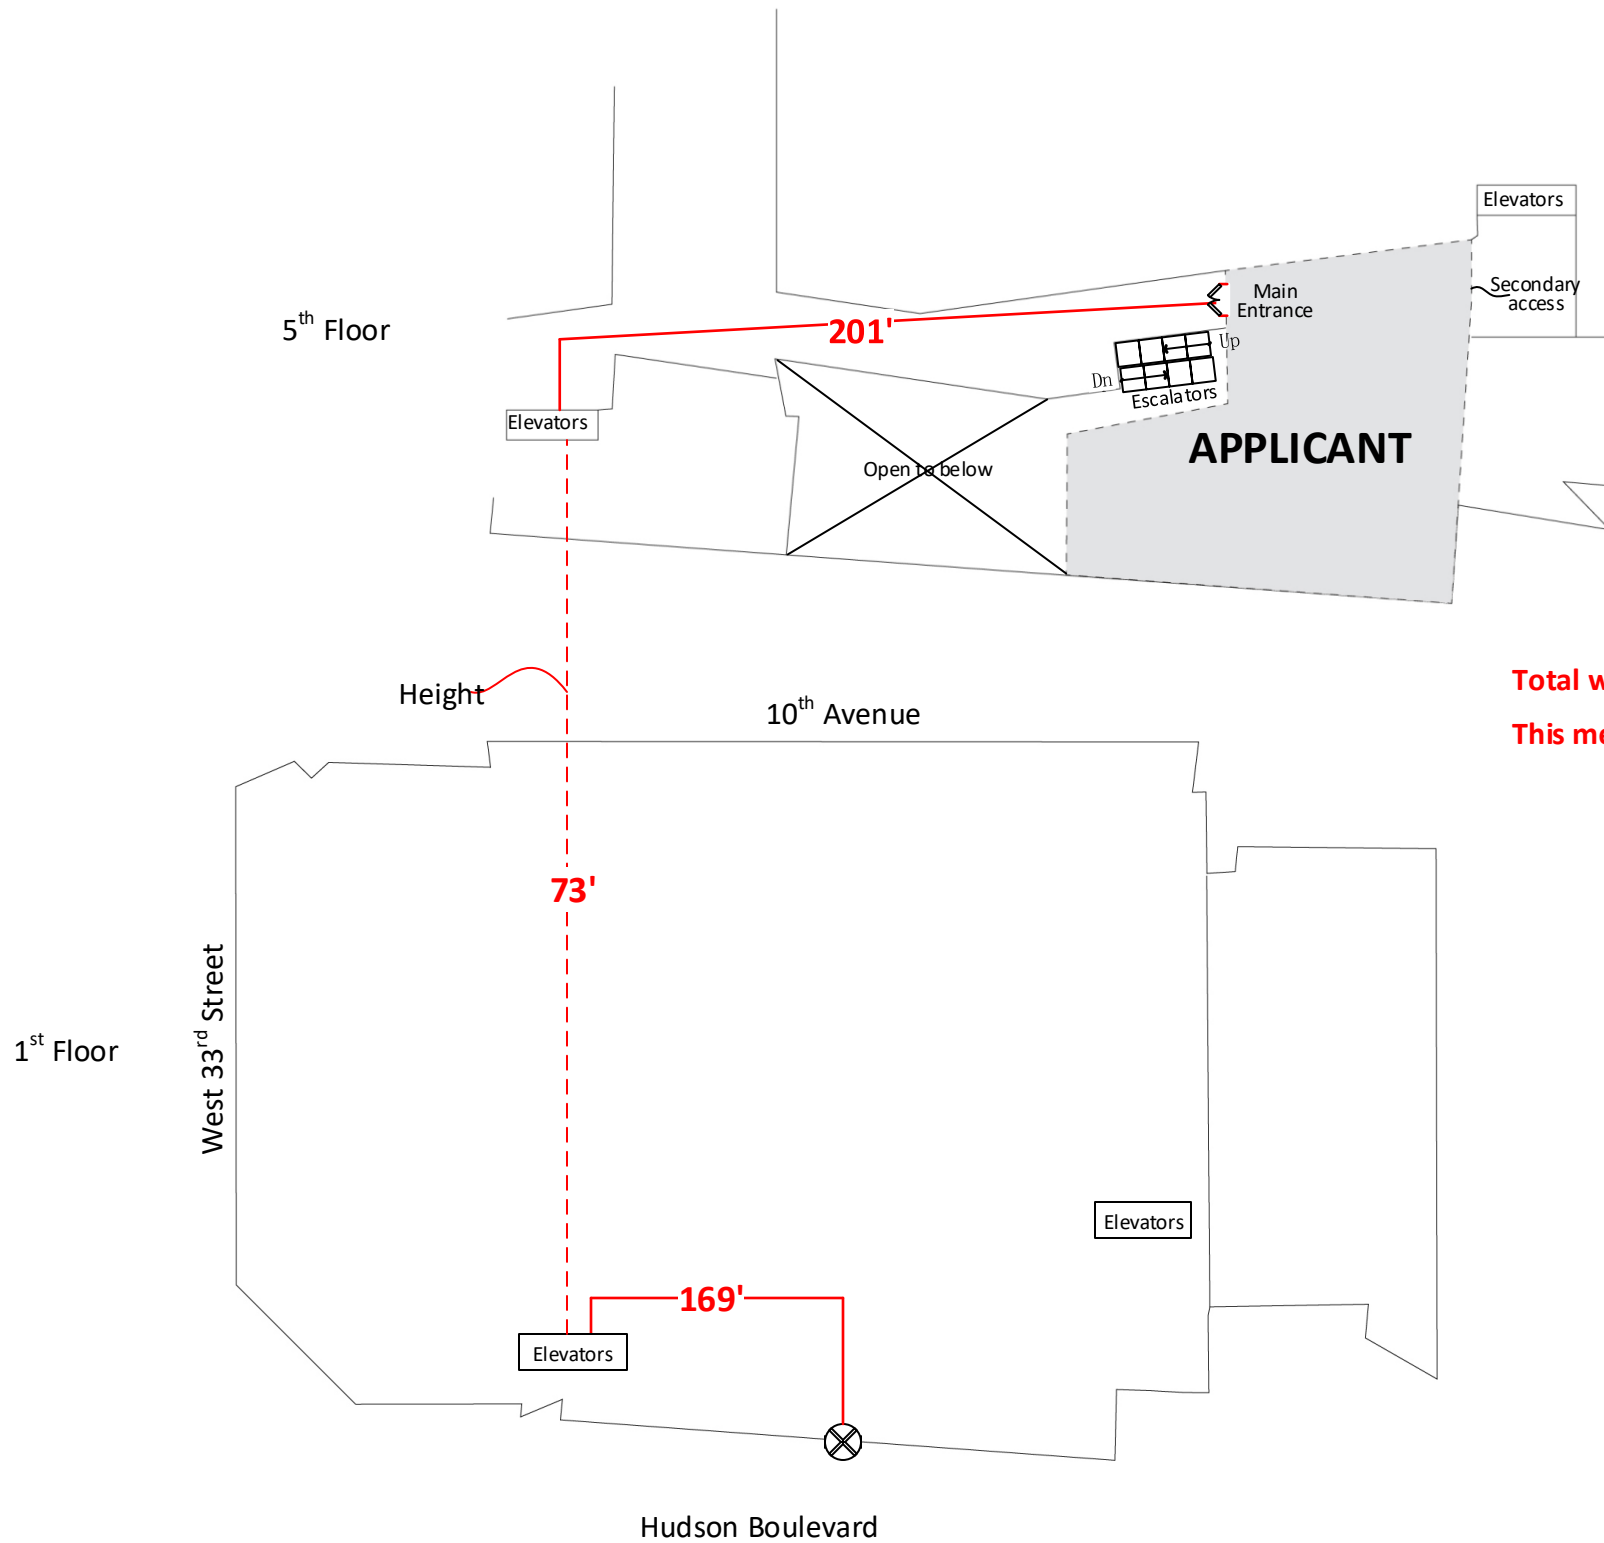 Elevators
Secondary
access
Main
Entrance
5th Floor
201'
Up
Dn
Escalators
Elevators
APPLICANT
Open to below
Total w
This me
Height
10th Avenue
73'
West 33rd Street
1st Floor
Elevators
169'
Elevators
Hudson Boulevard